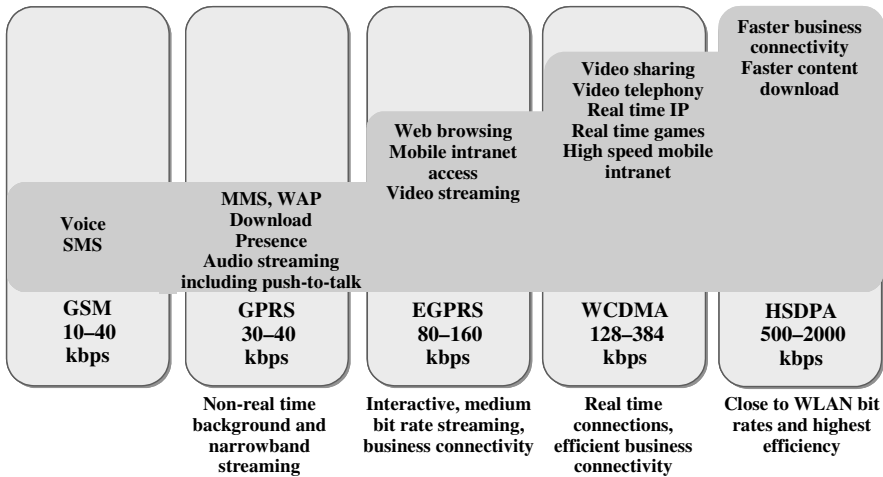 Voice
SMS
GSM
10–40
kbps
MMS, WAP
Download
Presence
Audio streaming
including push-to-talk
GPRS
30–40
kbps
Non-real time
background and
narrowband
streaming
Web browsing
Mobile intranet
access
Video streaming
EGPRS
80–160
kbps
Interactive, medium
bit rate streaming,
business connectivity
Video sharing
Video telephony
Real time IP
Real time games
High speed mobile
intranet
WCDMA
128–384
kbps
Real time
connections,
efficient business
connectivity
Faster business
connectivity
Faster content
download
HSDPA
500–2000
kbps
Close to WLAN bit
rates and highest
efficiency